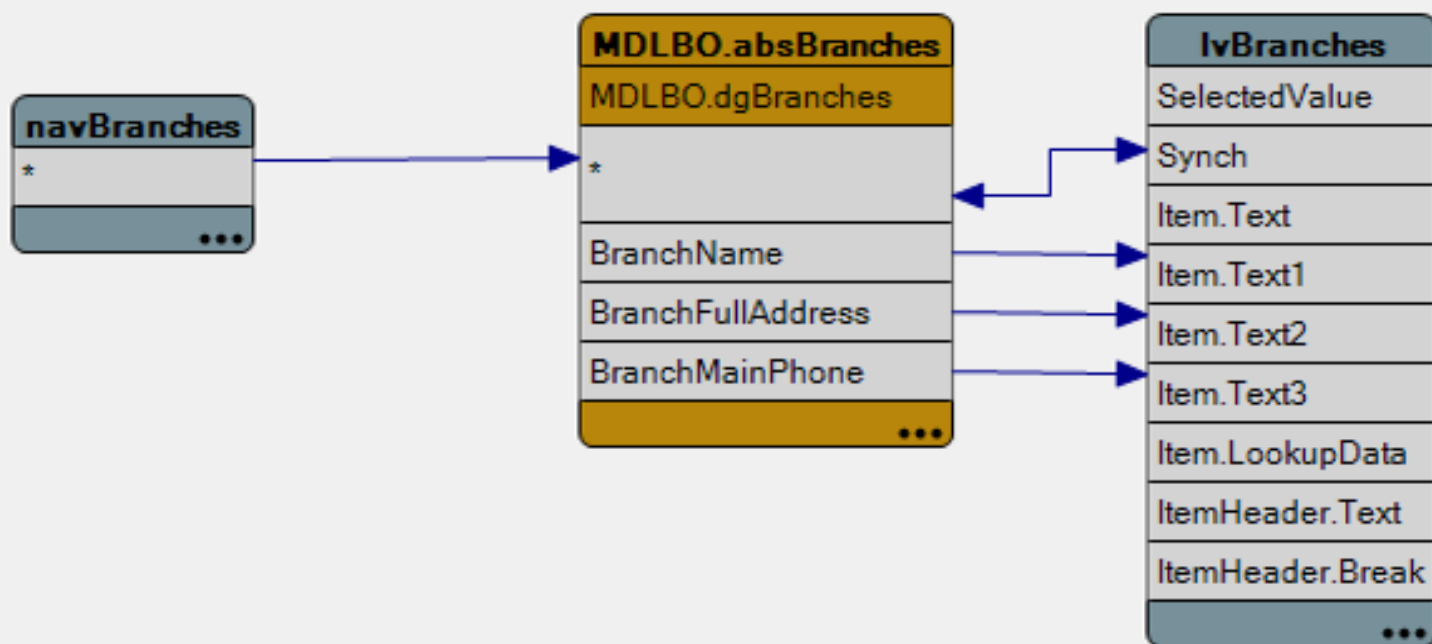 navBranches
*
MDLBO.absBranches
MDLBO.dgBranches
*
BranchName
BranchFullAddress
BranchMainPhone
lvBranches
SelectedValue
Synch
Item.Text
Item.Text1
Item.Text2
Item.Text3
Item.LookupData
ItemHeader.Text
ItemHeader.Break